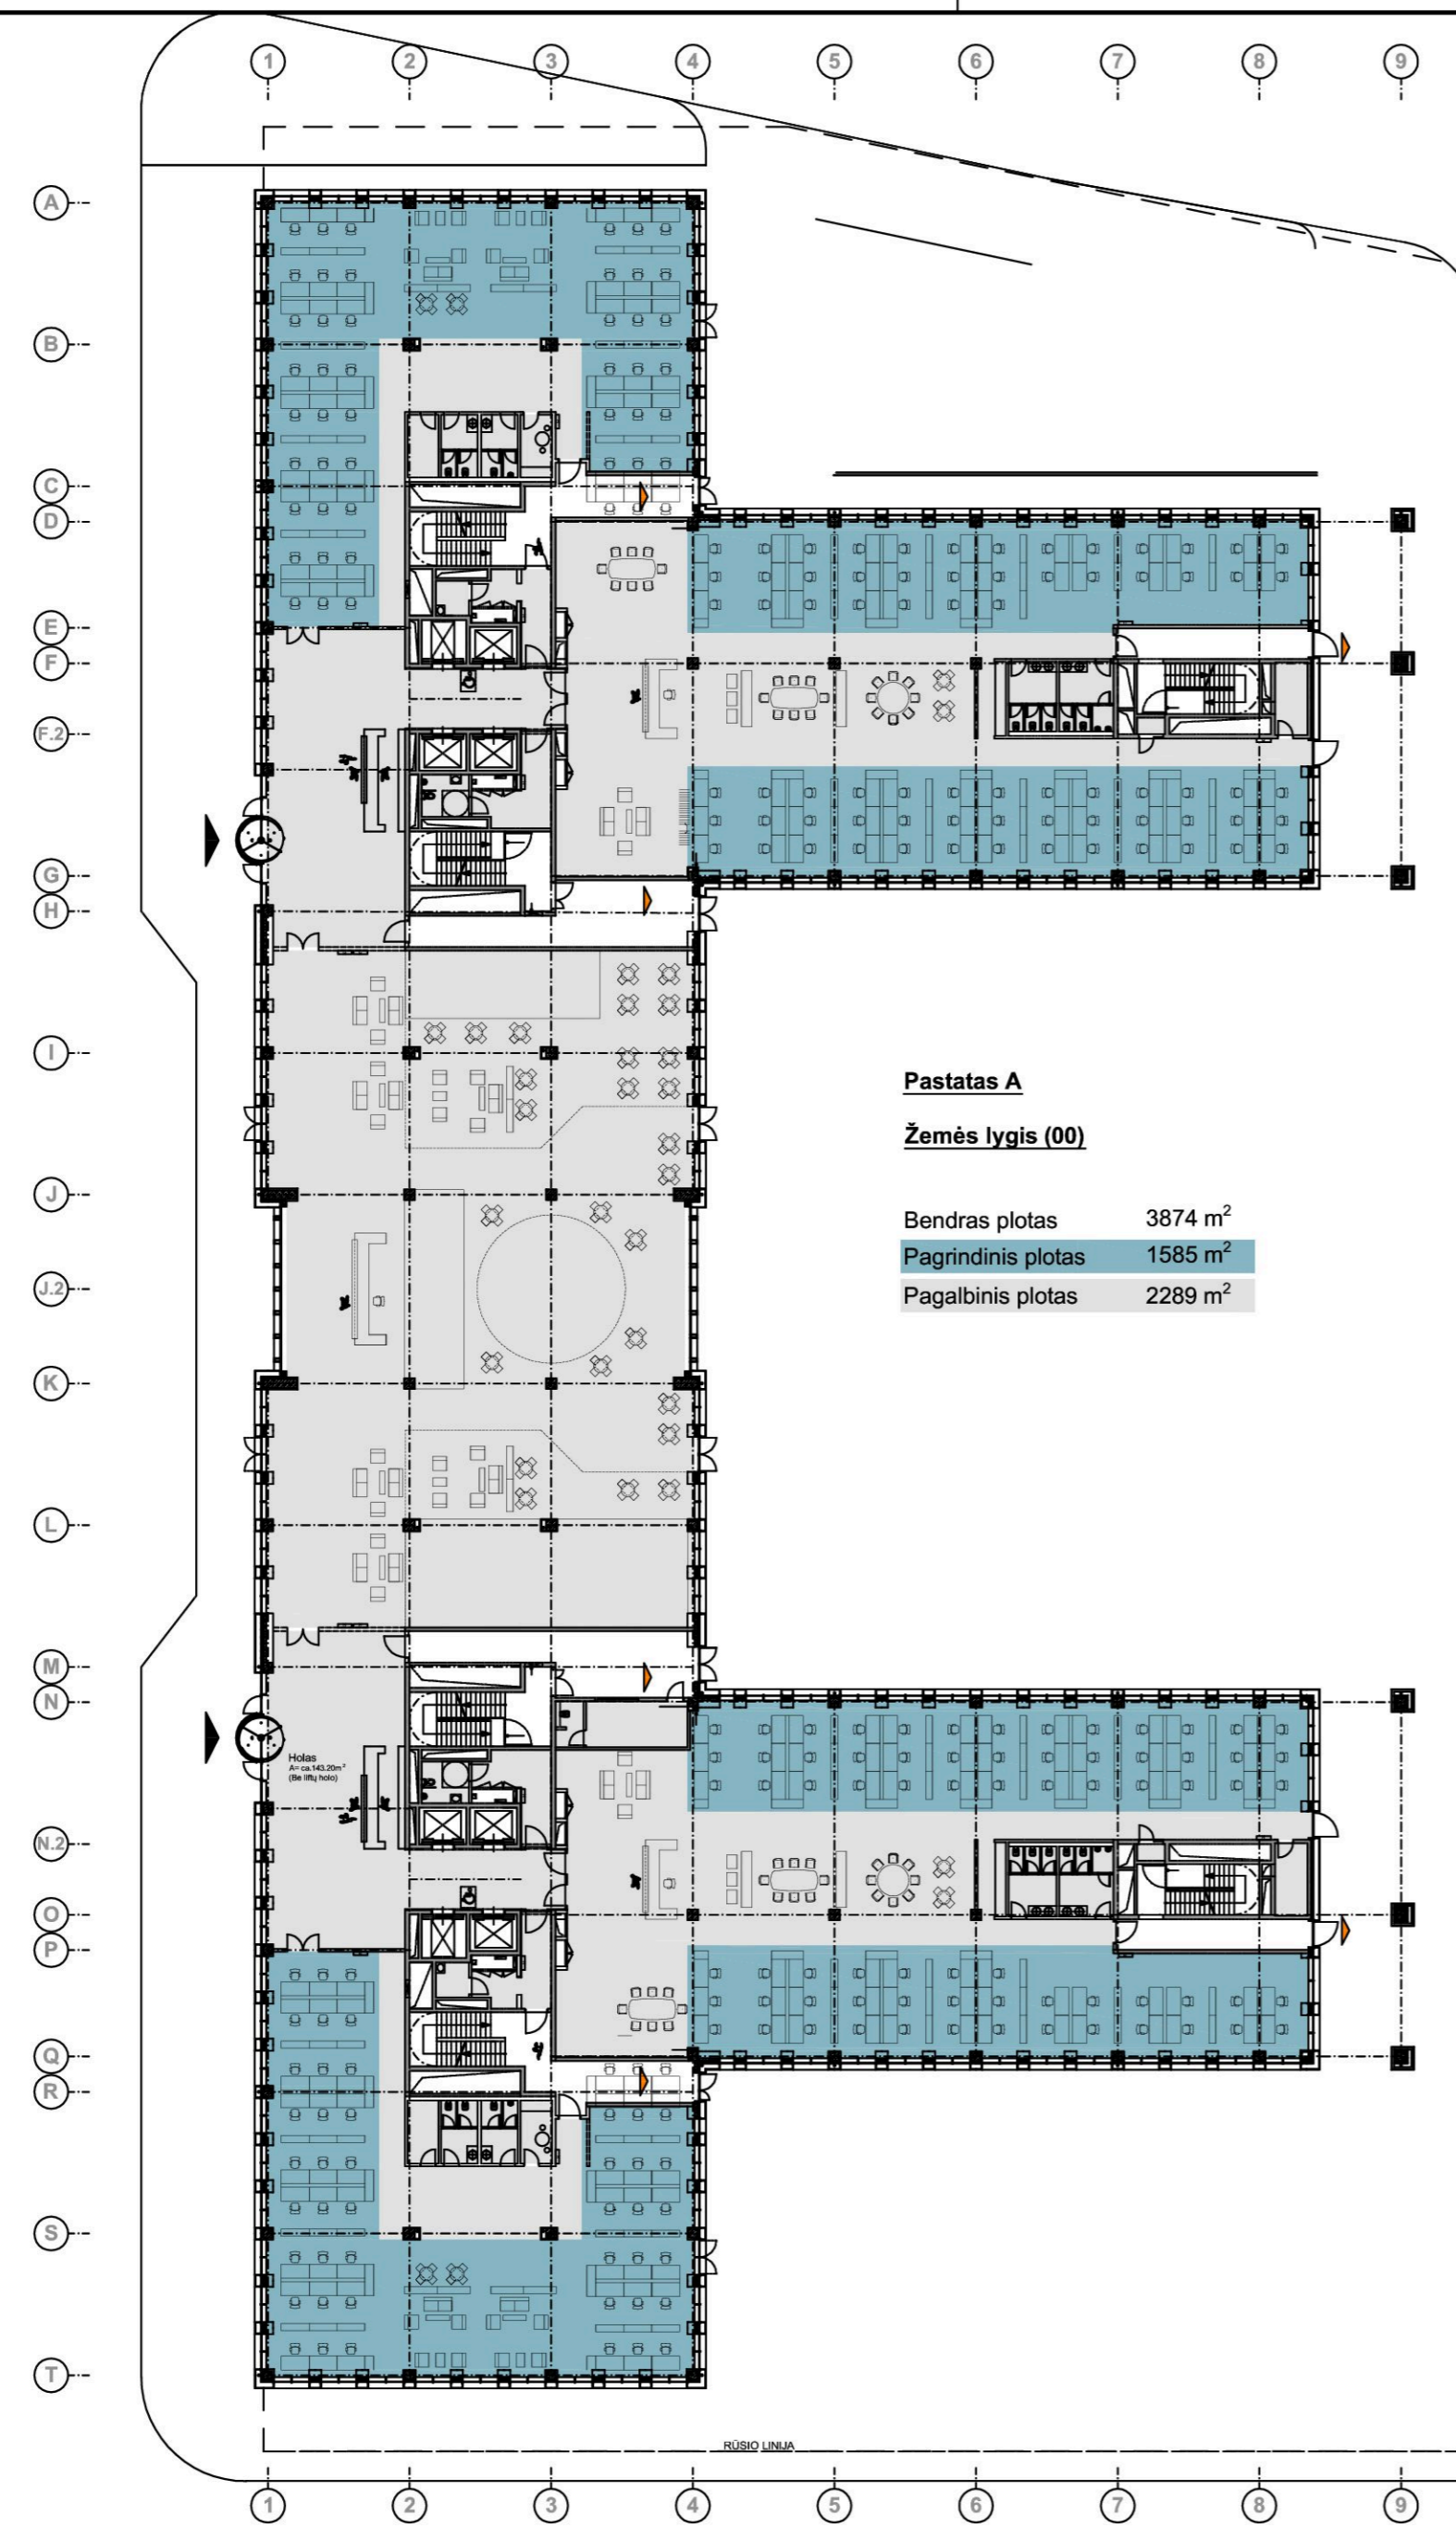 1 2 3 4 5 6 7 8 9
A
B
C
D
E
F
F.2
G
H
I
Pastatas A
Žemės lygis (00)
J
Bendras plotas 3874 m²
Pagrindinis plotas 1585 m²
J.2
Pagalbinis plotas 2289 m²
K
L
M
N
Holas
A= ca.143.20m²
(Be liftų holo)
N.2
O
P
Q
R
S
T
RŪSIO LINIJA
1 2 3 4 5 6 7 8 9